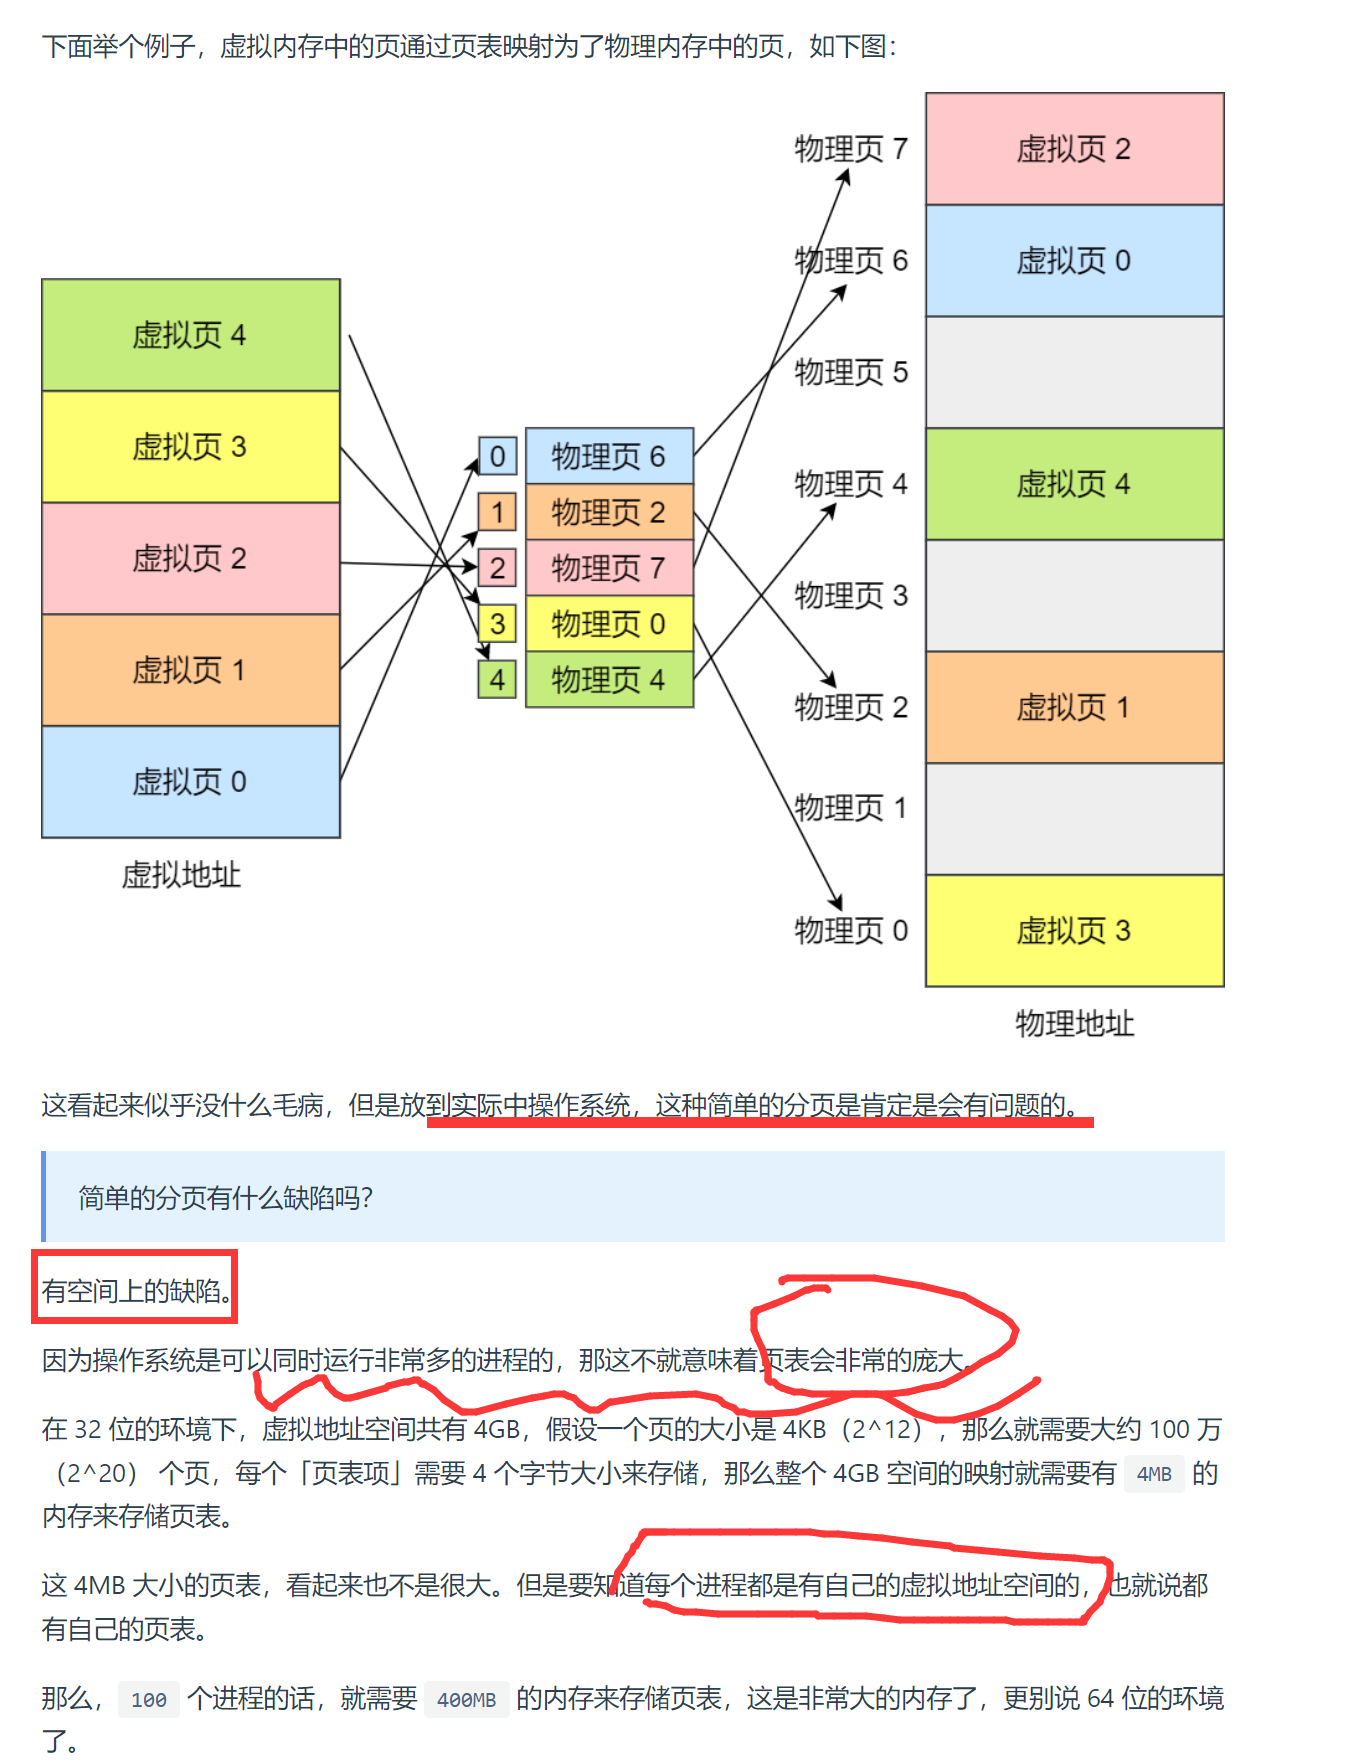 下面举个例子，虚拟内存中的页通过页表映射为了物理内存中的页，如下图：
物理页 7
虚拟页 2
物理页 6
虚拟页 0
虚拟页 4
物理页 5
虚拟页 3
0
物理页 6
物理页 4
虚拟页 4
1
物理页 2
虚拟页 2
2
物理页 7
物理页 3
3
物理页 0
虚拟页 1
4
物理页 4
物理页 2
虚拟页 1
虚拟页 0
物理页 1
虚拟地址
物理页 0
虚拟页 3
物理地址
这看起来似乎没什么毛病，但是放到实际中操作系统，这种简单的分页是肯定是会有问题的。
简单的分页有什么缺陷吗？
有空间上的缺陷。
因为操作系统是可以同时运行非常多的进程的，那这不就意味着页表会非常的庞大。
在 32 位的环境下，虚拟地址空间共有 4GB，假设一个页的大小是 4KB（2^12），那么就需要大约 100 万
（2^20） 个页，每个「页表项」需要 4 个字节大小来存储，那么整个 4GB 空间的映射就需要有 4MB 的
内存来存储页表。
这 4MB 大小的页表，看起来也不是很大。但是要知道每个进程都是有自己的虚拟地址空间的，也就说都
有自己的页表。
那么， 100 个进程的话，就需要 400MB 的内存来存储页表，这是非常大的内存了，更别说 64 位的环境
了。